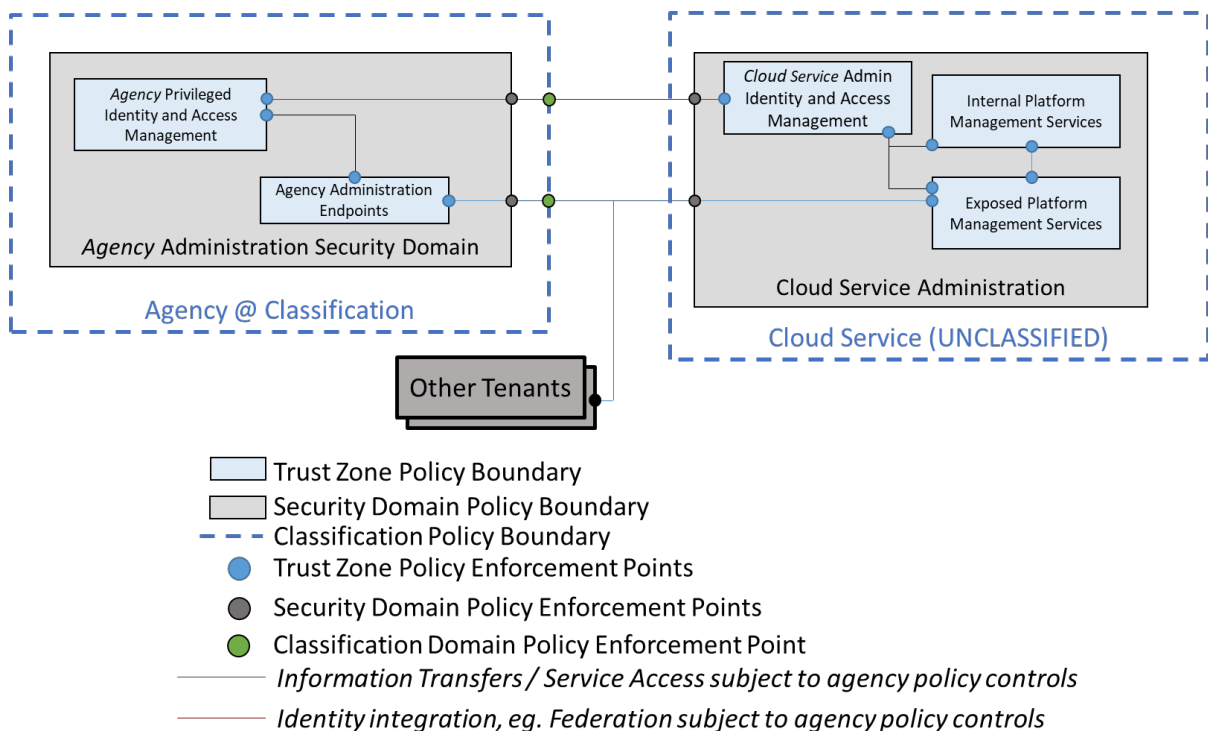 Agency Privileged
Identity and Access
Management
Agency Administration
Endpoints
Agency Administration Security Domain
Agency @ Classification
Cloud Service Admin
Identity and Access
Management
Internal Platform
Management Services
Exposed Platform
Management Services
Cloud Service Administration
Cloud Service (UNCLASSIFIED)
Other Tenants
Trust Zone Policy Boundary
Security Domain Policy Boundary
Classification Policy Boundary
Trust Zone Policy Enforcement Points
Security Domain Policy Enforcement Points
Classification Domain Policy Enforcement Point
Information Transfers / Service Access subject to agency policy controls
Identity integration, eg. Federation subject to agency policy controls